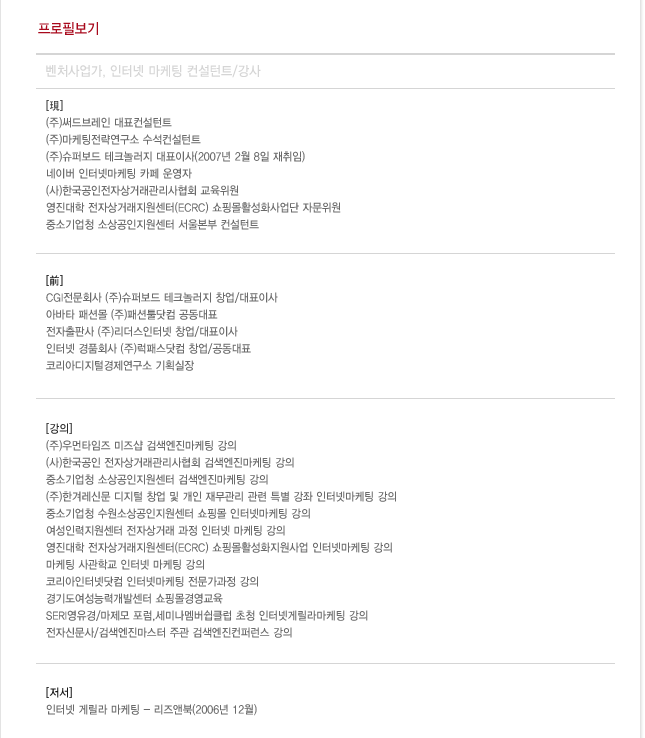 프로필보기
벤처사업가, 인터넷 마케팅 컨설턴트/강사
[現]
(주)써드브레인 대표컨설턴트
(주)마케팅전략연구소 수석컨설턴트
(주)슈퍼보드 테크놀러지 대표이사(2007년 2월 8일 재취임)
네이버 인터넷마케팅 카페 운영자
(사)한국공인전자상거래관리사협회 교육위원
영진대학 전자상거래지원센터(ECRC) 쇼핑몰활성화사업단 자문위원
중소기업청 소상공인지원센터 서울본부 컨설턴트
[前]
CGI전문회사 (주)슈퍼보드 테크놀러지 창업/대표이사
아바타 패션몰 (주)패션툴닷컴 공동대표
전자출판사 (주)리더스인터넷 창업/대표이사
인터넷 경품회사 (주)럭패스닷컴 창업/공동대표
코리아디지털경제연구소 기획실장
[강의]
(주)우먼타임즈 미즈샵 검색엔진마케팅 강의
(사)한국공인 전자상거래관리사협회 검색엔진마케팅 강의
중소기업청 소상공인지원센터 검색엔진마케팅 강의
(주)한겨레신문 디지털 창업 및 개인 재무관리 관련 특별 강좌 인터넷마케팅 강의
중소기업청 수원소상공인지원센터 쇼핑몰 인터넷마케팅 강의
여성인력지원센터 전자상거래 과정 인터넷 마케팅 강의
영진대학 전자상거래지원센터(ECRC) 쇼핑몰활성화지원사업 인터넷마케팅 강의
마케팅 사관학교 인터넷 마케팅 강의
코리아인터넷닷컴 인터넷마케팅 전문가과정 강의
경기도여성능력개발센터 쇼핑몰경영교육
SERI영유경/마제모 포럼,세미나멤버쉽클럽 초청 인터넷게릴라마케팅 강의
전자신문사/검색엔진마스터 주관 검색엔진컨퍼런스 강의
[저서]
인터넷 게릴라 마케팅 - 리즈앤북(2006년 12월)